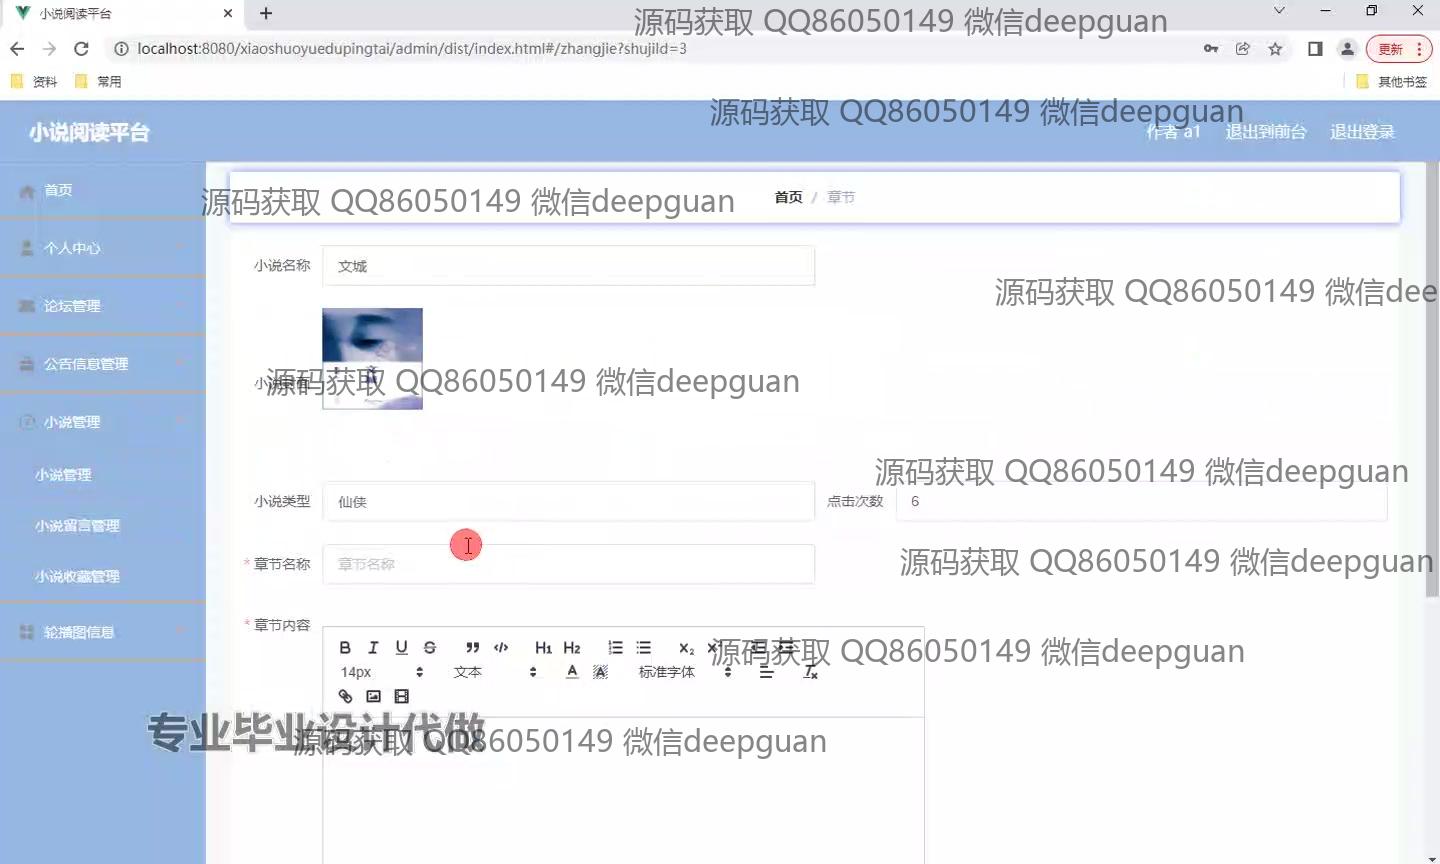 小说阅读平台
源码获取 QQ86050149 微信deepguan
localhost:8080/xiaoshuoyuedupingtai/admin/dist/index.html#/zhangjie?shujiId=3
更新
资料
常用
其他书签
源码获取 QQ86050149 微信deepguan
小说阅读平台
作者 a1
退出到前台
退出登录
首页
源码获取 QQ86050149 微信deepguan
首页 / 章节
个人中心
小说名称
文城
论坛管理
源码获取 QQ86050149 微信dee
公告信息管理
源码获取 QQ86050149 微信deepguan
小说管理
小说管理
源码获取 QQ86050149 微信deepguan
小说类型
仙侠
点击次数
6
小说留言管理
* 章节名称
章节名称
源码获取 QQ86050149 微信deepguan
小说收藏管理
轮播图信息
* 章节内容
B I U S ” </> H1 H2 X2
源码获取 QQ86050149 微信deepguan
14px
文本
A
标准字体
专业毕业设计代做
源码获取 QQ86050149 微信deepguan